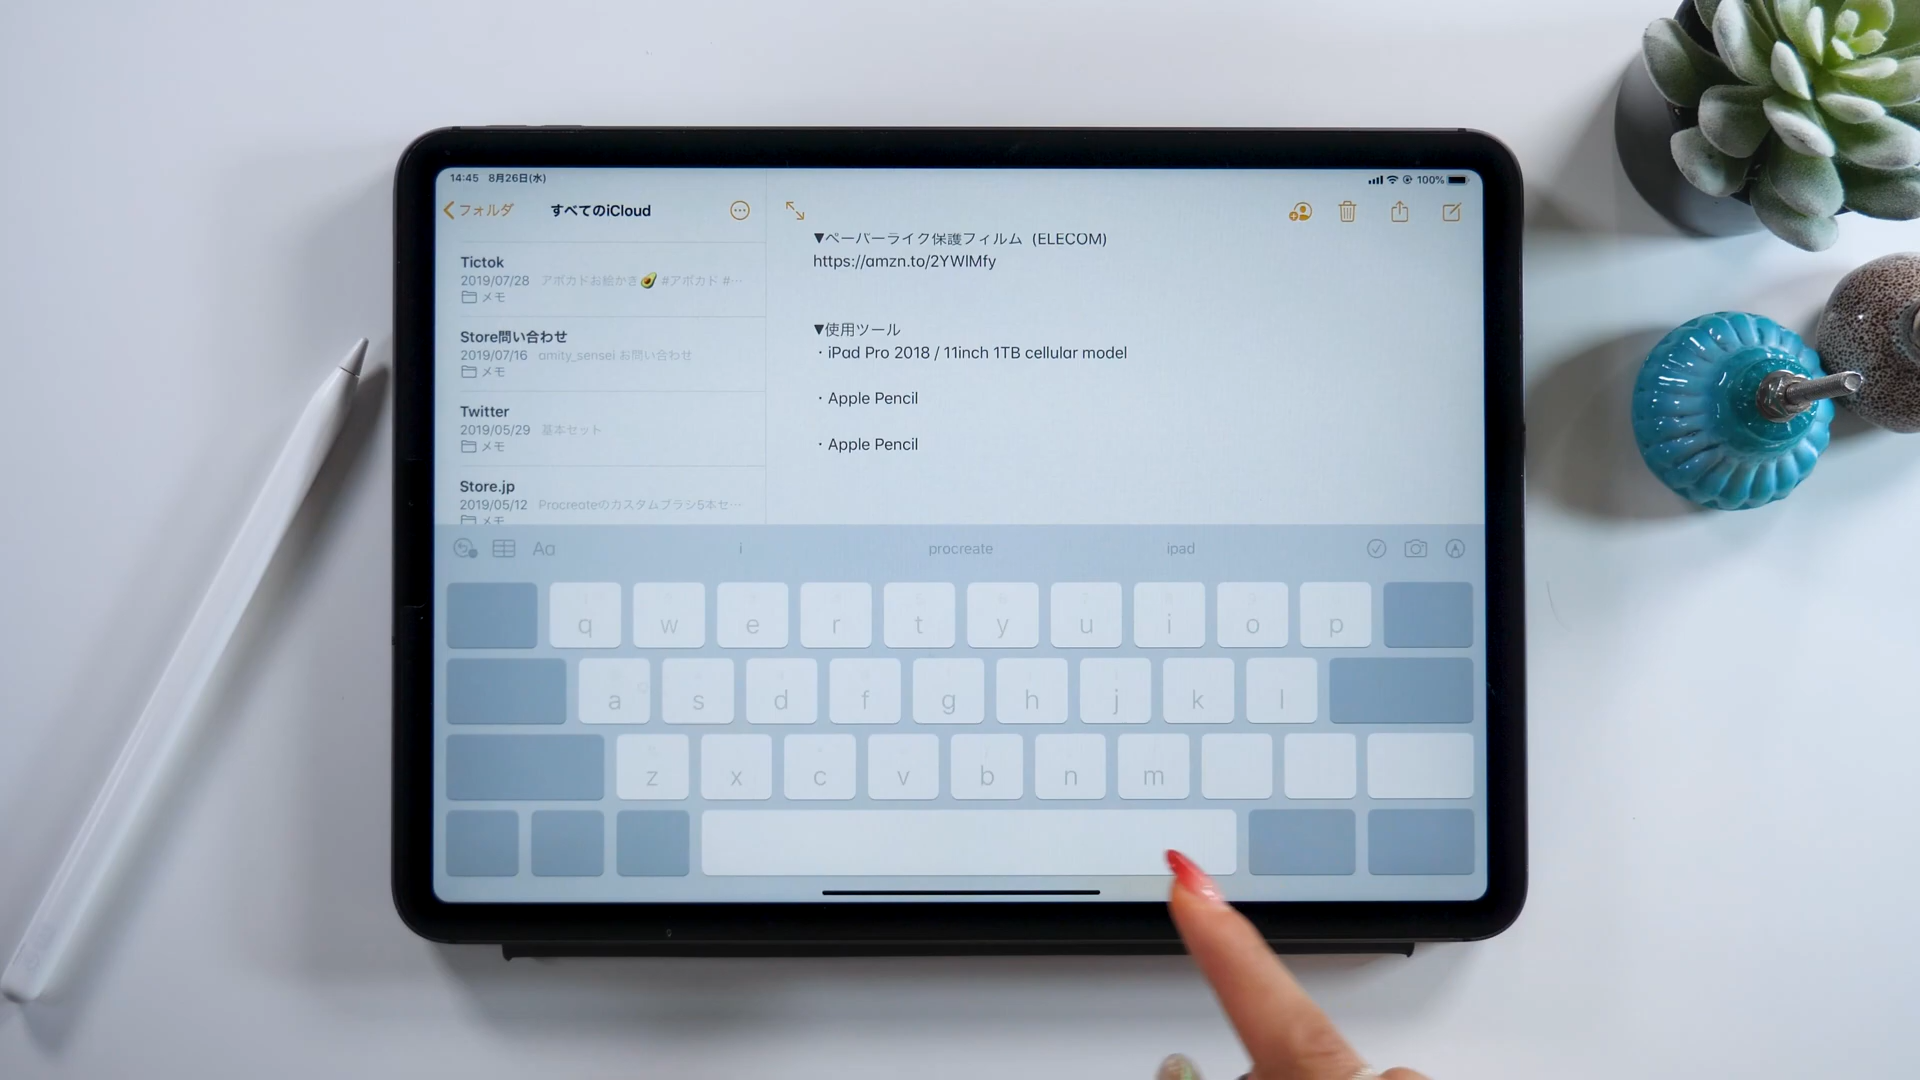 14:45 8月26日(水)
100%
フォルダ
すべてのiCloud
Tictok
2019/07/28 アボカドお絵かき🥑 #アボカド #…
メモ
Store問い合わせ
2019/07/16 amity_sensei お問い合わせ
メモ
Twitter
2019/05/29 基本セット
メモ
Store.jp
2019/05/12 Procreateのカスタムブラシ5本セ…
メモ
▼ペーパーライク保護フィルム (ELECOM)
https://amzn.to/2YWlMfy
▼使用ツール
・iPad Pro 2018 / 11inch 1TB cellular model
・Apple Pencil
・Apple Pencil
Aa i procreate ipad
q w e r t y u i o p
a s d f g h j k l
z x c v b n m